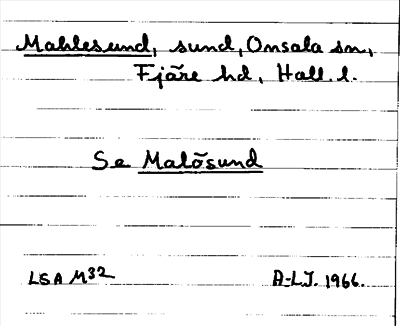 Mahlesund, sund, Onsala sn,
Fjäre hd, Hall. l.
Se Malösund
LSA M32
A-L.J. 1966.